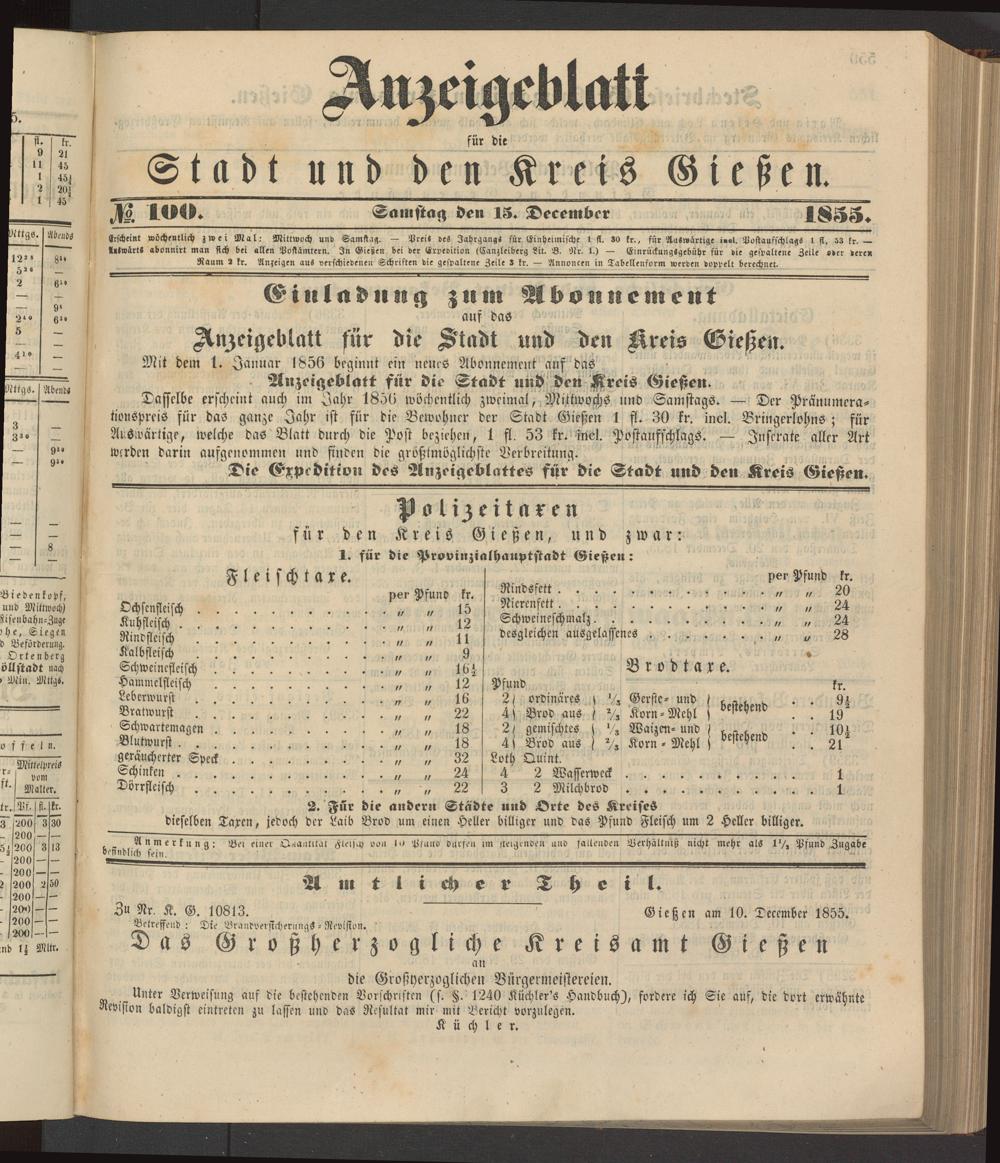 Anzeigeblatt
für die
Stadt und den Kreis Gießen.
№ 100. Samstag den 15. December 1855.
Erscheint wöchentlich zwei Mal: Mittwoch und Samstag. — Preis des Jahrgangs für Einheimische 1 fl. 30 kr., für Auswärtige incl. Postaufschlags 1 fl. 53 kr. —
Auswärts abonnirt man sich bei allen Postämtern. In Gießen bei der Expedition (Canzleiberg Lit. B. Nr. 1.) — Einrückungsgebühr für die gespaltene Zeile oder deren
Raum 2 kr. Anzeigen aus verschiedenen Schriften die gespaltene Zeile 3 kr. — Annoncen in Tabellenform werden doppelt berechnet.
Einladung zum Abonnement
auf das
Anzeigeblatt für die Stadt und den Kreis Gießen.
Mit dem 1. Januar 1856 beginnt ein neues Abonnement auf das
Anzeigeblatt für die Stadt und den Kreis Gießen.
Dasselbe erscheint auch im Jahr 1856 wöchentlich zweimal, Mittwochs und Samstags. — Der Pränumera-
tionspreis für das ganze Jahr ist für die Bewohner der Stadt Gießen 1 fl. 30 kr. incl. Bringerlohns; für
Auswärtige, welche das Blatt durch die Post beziehen, 1 fl. 53 kr. incl. Postaufschlags. — Inserate aller Art
werden darin aufgenommen und finden die größtmöglichste Verbreitung.
Die Expedition des Anzeigeblattes für die Stadt und den Kreis Gießen.
Polizeitaxen
für den Kreis Gießen, und zwar:
1. für die Provinzialhauptstadt Gießen:
Fleischtaxe.
per Pfund kr.
Ochsenfleisch . . . „ „ 15
Kuhfleisch . . . „ „ 12
Rindfleisch . . . „ „ 11
Kalbfleisch . . . „ „ 9
Schweinefleisch . . . „ „ 16½
Hammelfleisch . . . „ „ 12
Leberwurst . . . „ „ 16
Bratwurst . . . „ „ 22
Schwartemagen . . . „ „ 18
Blutwurst . . . „ „ 18
geräucherter Speck . . . „ „ 32
Schinken . . . „ „ 24
Dörrfleisch . . . „ „ 22
per Pfund kr.
Rindsfett . . . „ „ 20
Nierenfett . . . „ „ 24
Schweineschmalz . . . „ „ 24
desgleichen ausgelassenes . . . „ „ 28
Brodtaxe.
Pfund kr.
2) ordinäres ( ⅓ Gerste- und ) bestehend . . 9½
4) Brod aus ( ⅔ Korn-Mehl ) . . 19
2) gemischtes ( ⅓ Waizen- und ) bestehend . . 10½
4) Brod aus ( ⅔ Korn-Mehl ) . . 21
Loth Quint.
4 2 Wasserweck . . . 1
3 2 Milchbrod . . . 1
2. Für die andern Städte und Orte des Kreises
dieselben Taxen, jedoch der Laib Brod um einen Heller billiger und das Pfund Fleisch um 2 Heller billiger.
Anmerkung: Bei einer Quantität Fleisch von 10 Pfund dürfen im steigenden und fallenden Verhältniß nicht mehr als 1½ Pfund Zugabe
befindlich sein.
Amtlicher Theil.
Zu Nr. K. G. 10813. Gießen am 10. December 1855.
Betreffend: Die Brandversicherungs-Revision.
Das Großherzogliche Kreisamt Gießen
an
die Großherzoglichen Bürgermeistereien.
Unter Verweisung auf die bestehenden Vorschriften (s. §. 1240 Küchler's Handbuch), fordere ich Sie auf, die dort erwähnte
Revision baldigst eintreten zu lassen und das Resultat mir mit Bericht vorzulegen.
Küchler.